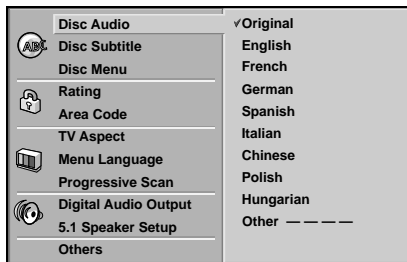 Disc Audio
Disc Subtitle
Disc Menu
Rating
Area Code
TV Aspect
Menu Language
Progressive Scan
Digital Audio Output
5.1 Speaker Setup
Others
✓Original
English
French
German
Spanish
Italian
Chinese
Polish
Hungarian
Other — — — —
ABC